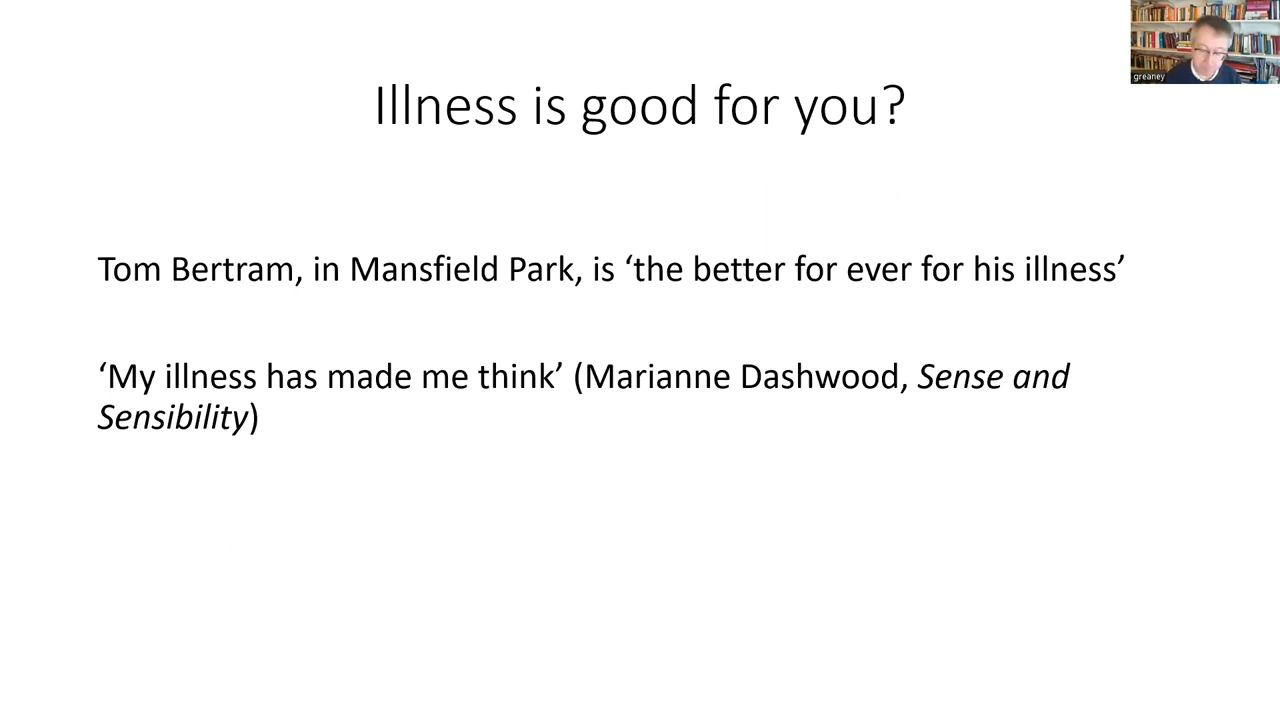 greaney
Illness is good for you?
Tom Bertram, in Mansfield Park, is ‘the better for ever for his illness’
‘My illness has made me think’ (Marianne Dashwood, Sense and
Sensibility)